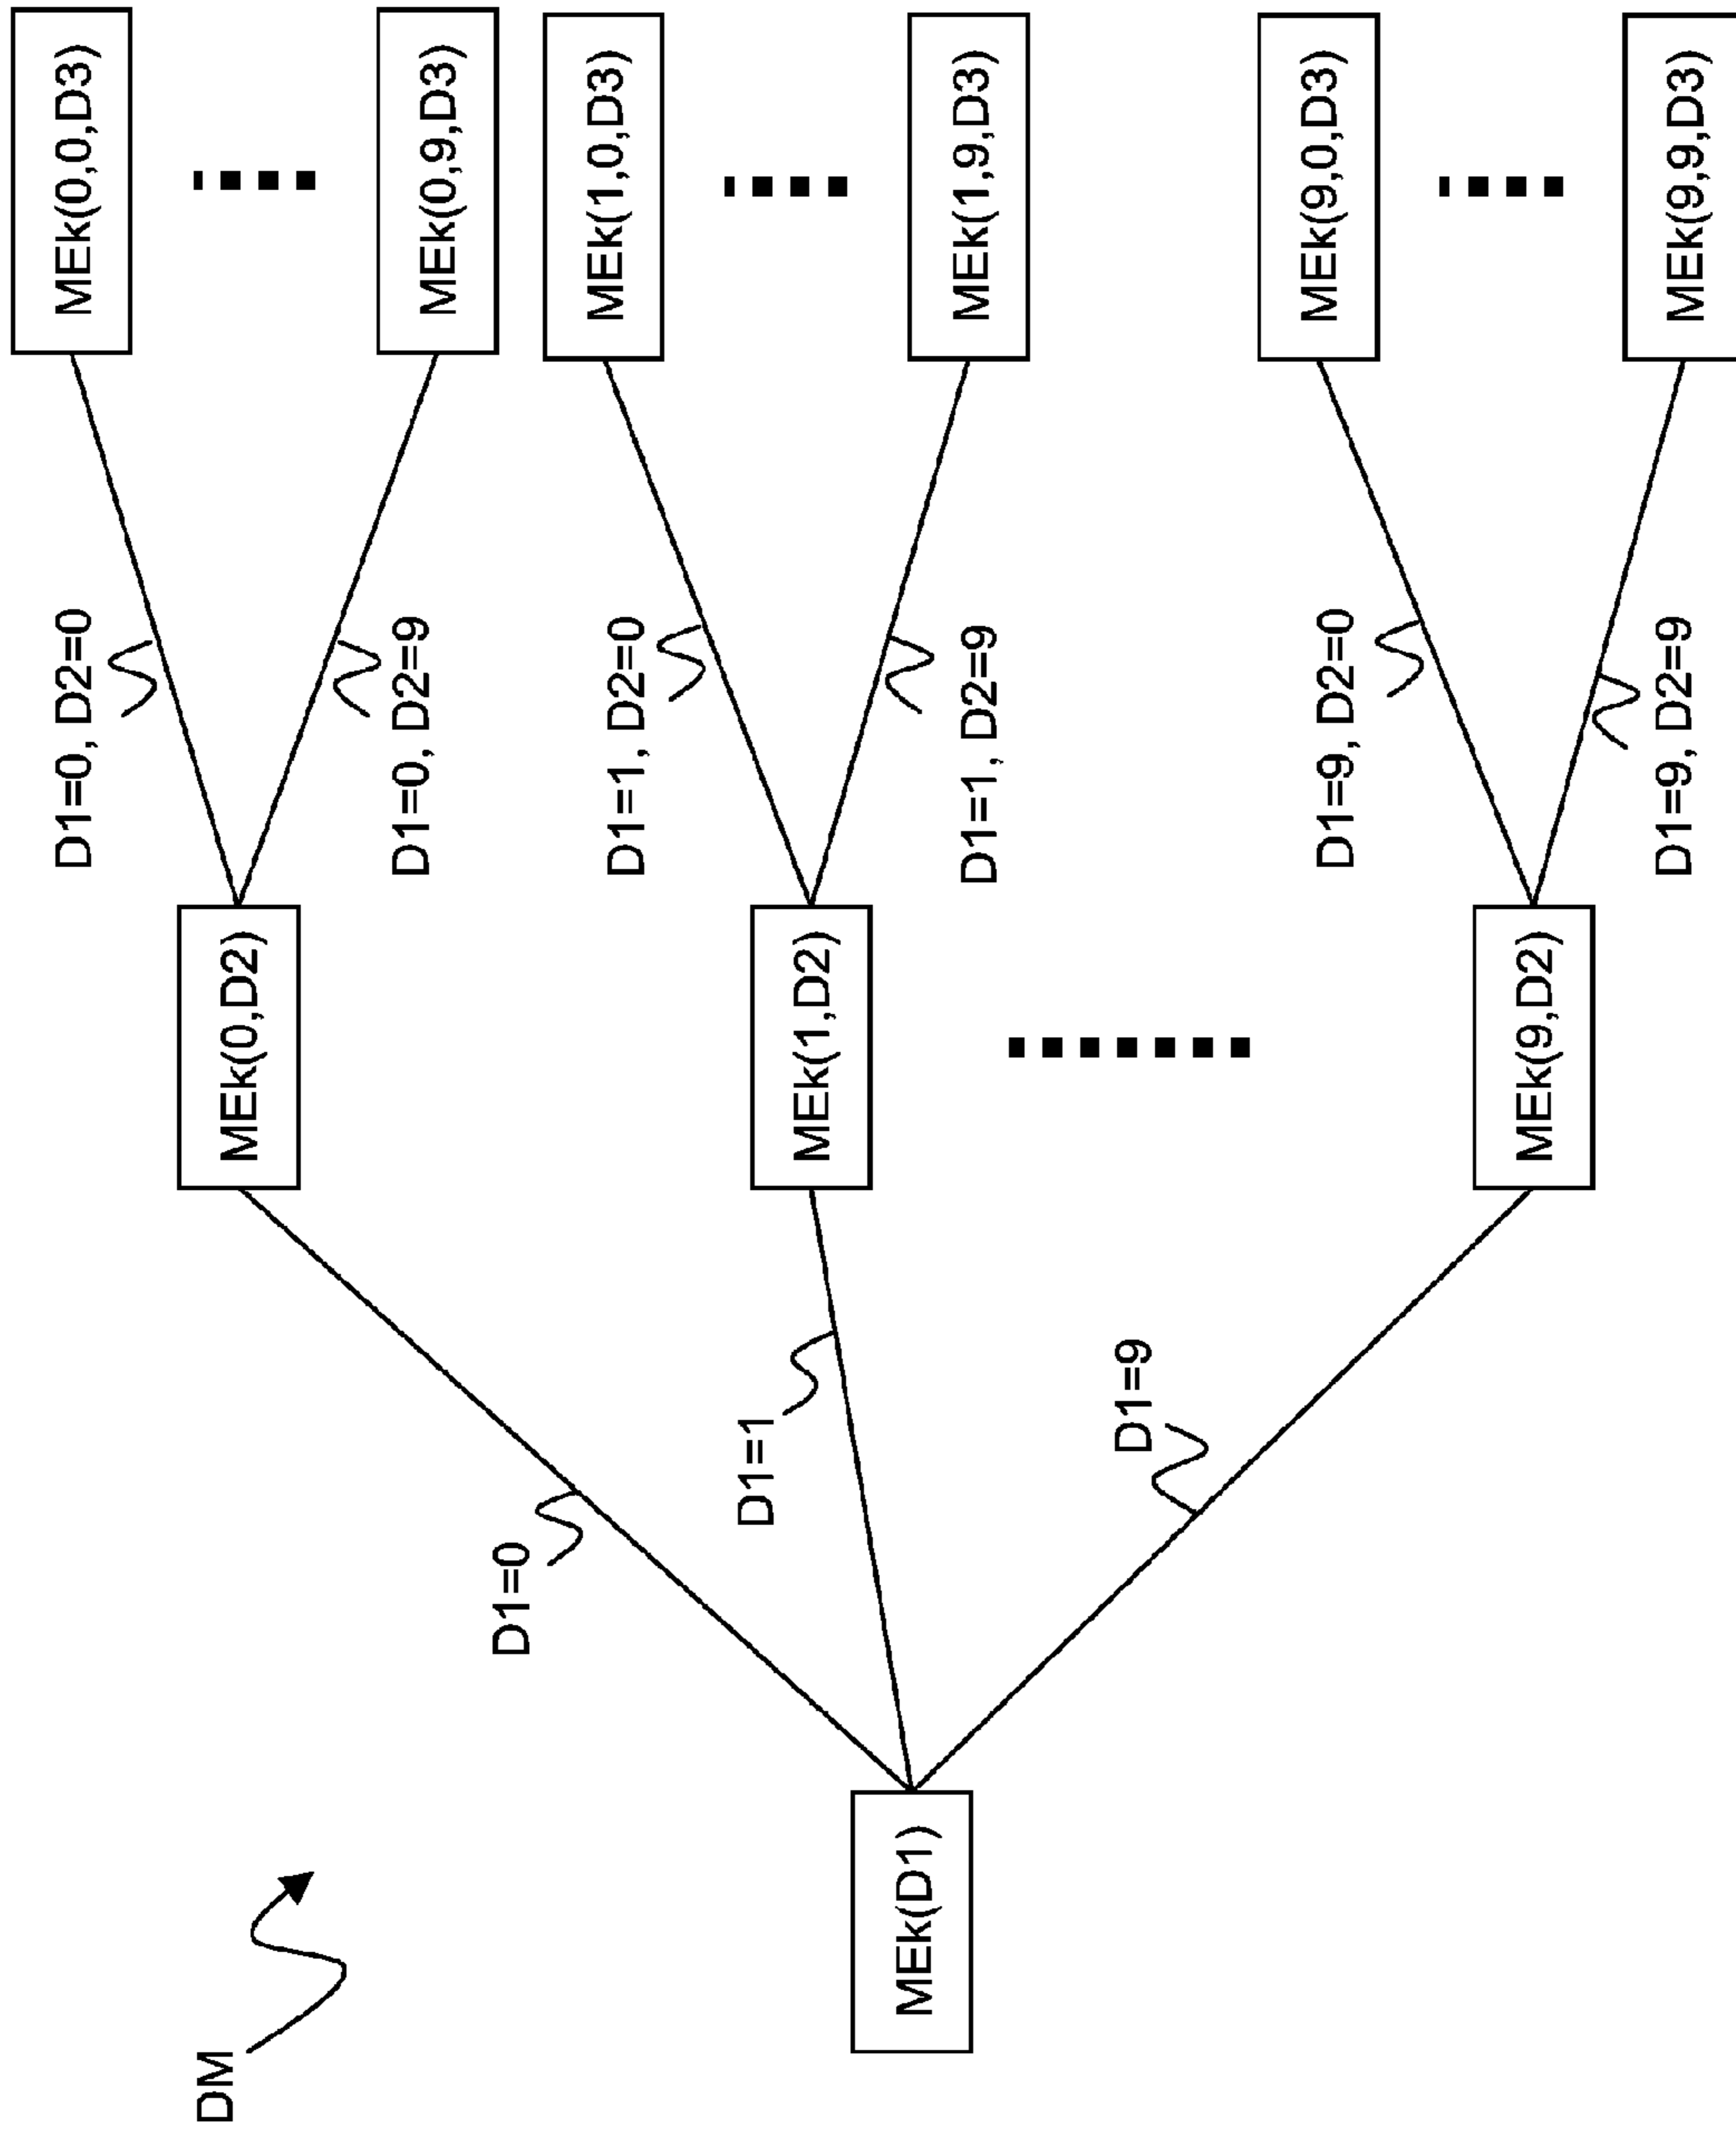 DM
MEk(D1)
D1=0
D1=1
D1=9
MEk(0,D2)
MEk(1,D2)
MEk(9,D2)
D1=0, D2=0
D1=0, D2=9
D1=1, D2=0
D1=1, D2=9
D1=9, D2=0
D1=9, D2=9
MEk(0,0,D3)
MEk(0,9,D3)
MEk(1,0,D3)
MEk(1,9,D3)
MEk(9,0,D3)
MEk(9,9,D3)